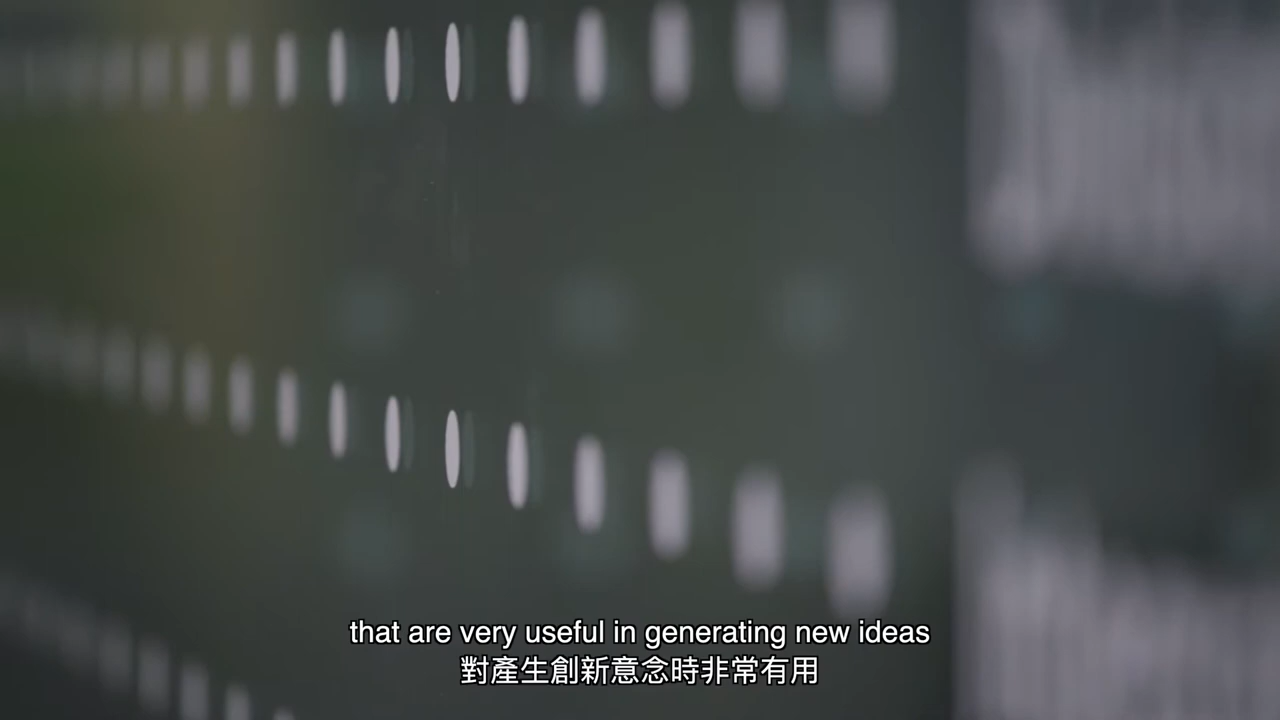 that are very useful in generating new ideas
對產生創新意念時非常有用